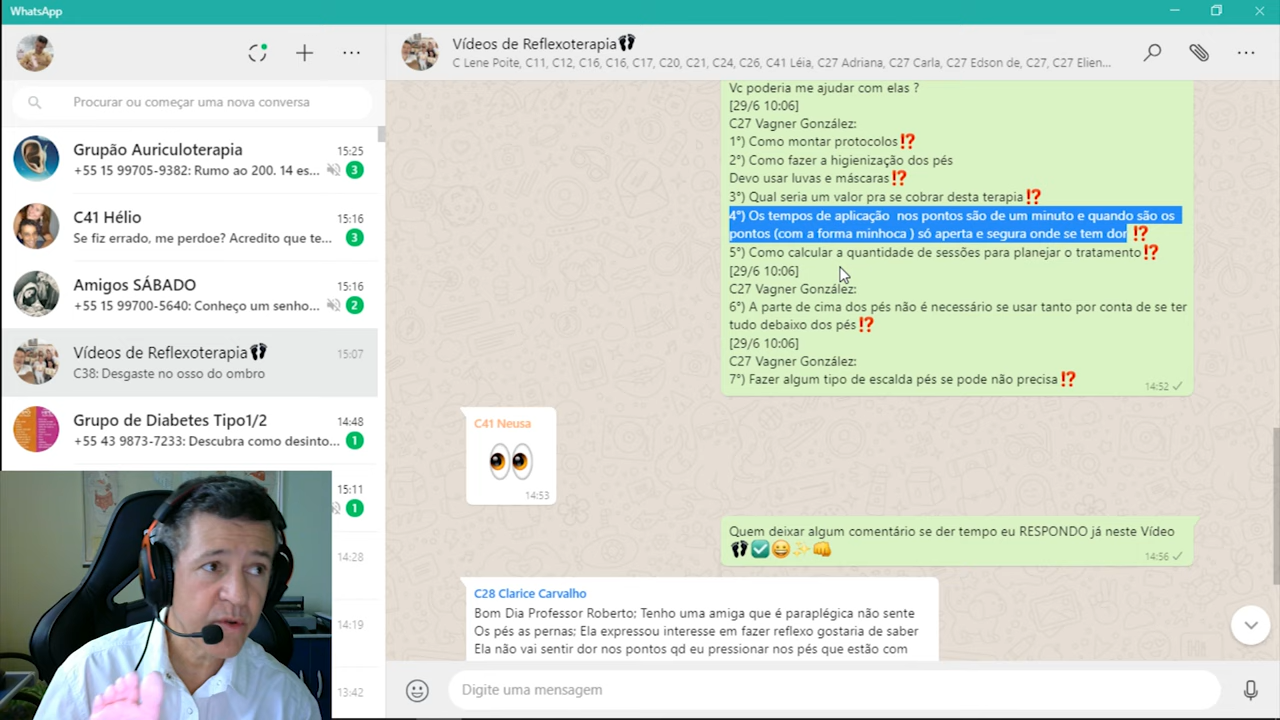 WhatsApp
Procurar ou começar uma nova conversa
Grupão Auriculoterapia
15:25
+55 15 99705-9382: Rumo ao 200. 14 es...
3
C41 Hélio
15:16
Se fiz errado, me perdoe? Acredito que te...
3
Amigos SÁBADO
15:16
+55 15 99700-5640: Conheço um senho...
2
Vídeos de Reflexoterapia👣
15:07
C38: Desgaste no osso do ombro
Grupo de Diabetes Tipo1/2
14:48
+55 43 9873-7233: Descubra como desinto...
1
15:11
1
14:28
14:19
13:42
Vídeos de Reflexoterapia👣
C Lene Poite, C11, C12, C16, C16, C17, C20, C21, C24, C26, C41 Léia, C27 Adriana, C27 Carla, C27 Edson de, C27, C27 Elien...
Vc poderia me ajudar com elas ?
[29/6 10:06]
C27 Vagner González:
1°) Como montar protocolos⁉️
2°) Como fazer a higienização dos pés
Devo usar luvas e máscaras⁉️
3°) Qual seria um valor pra se cobrar desta terapia⁉️
4°) Os tempos de aplicação  nos pontos são de um minuto e quando são os
pontos (com a forma minhoca ) só aperta e segura onde se tem dor ⁉️
5°) Como calcular a quantidade de sessões para planejar o tratamento⁉️
[29/6 10:06]
C27 Vagner González:
6°) A parte de cima dos pés não é necessário se usar tanto por conta de se ter
tudo debaixo dos pés⁉️
[29/6 10:06]
C27 Vagner González:
7°) Fazer algum tipo de escalda pés se pode não precisa⁉️
14:52
C41 Neusa
👀
14:53
Quem deixar algum comentário se der tempo eu RESPONDO já neste Vídeo
👣☑️😀✨👊
14:56
C28 Clarice Carvalho
Bom Dia Professor Roberto; Tenho uma amiga que é paraplégica não sente
Os pés as pernas; Ela expressou interesse em fazer reflexo gostaria de saber
Ela não vai sentir dor nos pontos qd eu pressionar nos pés que estão com
Digite uma mensagem